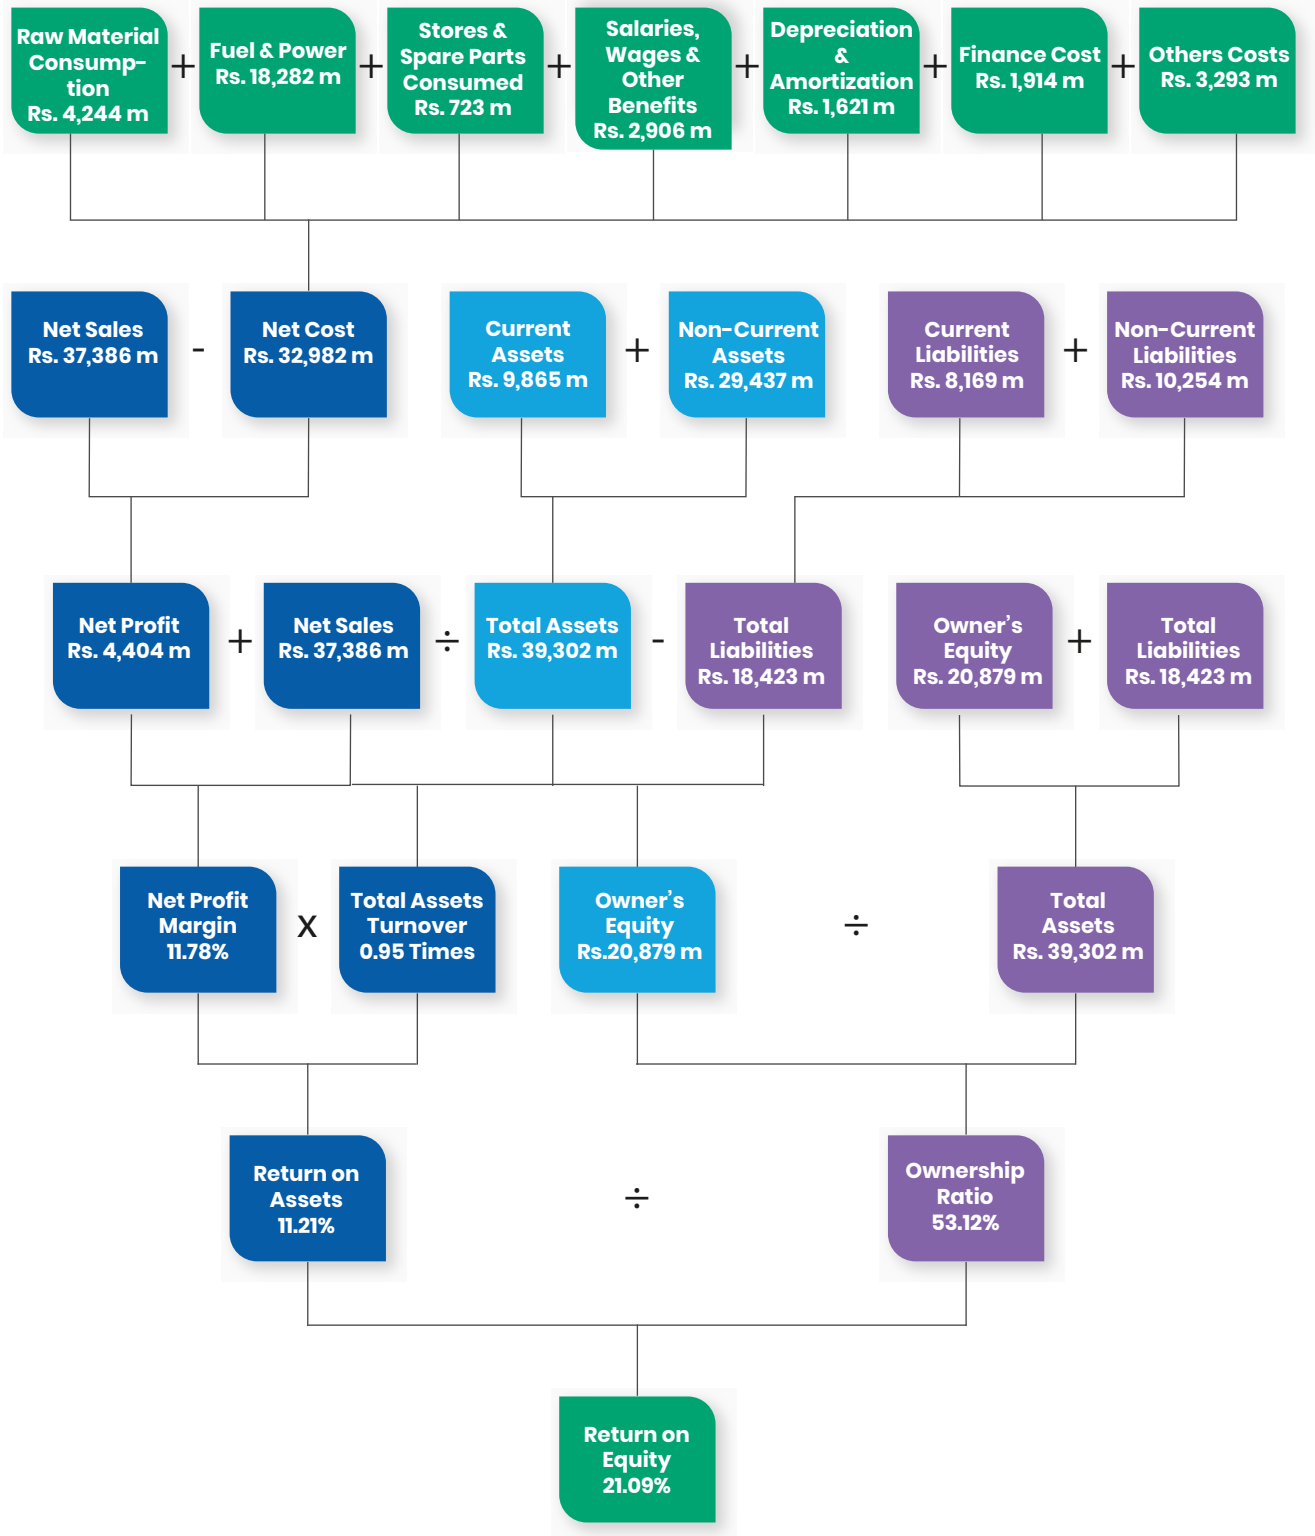 Raw Material
Consump-
tion
Rs. 4,244 m
+
Fuel & Power
Rs. 18,282 m
+
Stores &
Spare Parts
Consumed
Rs. 723 m
+
Salaries,
Wages &
Other
Benefits
Rs. 2,906 m
+
Depreciation
&
Amortization
Rs. 1,621 m
+
Finance Cost
Rs. 1,914 m
+
Others Costs
Rs. 3,293 m
Net Sales
Rs. 37,386 m
-
Net Cost
Rs. 32,982 m
Current
Assets
Rs. 9,865 m
+
Non-Current
Assets
Rs. 29,437 m
Current
Liabilities
Rs. 8,169 m
+
Non-Current
Liabilities
Rs. 10,254 m
Net Profit
Rs. 4,404 m
+
Net Sales
Rs. 37,386 m
÷
Total Assets
Rs. 39,302 m
-
Total
Liabilities
Rs. 18,423 m
Owner's
Equity
Rs. 20,879 m
+
Total
Liabilities
Rs. 18,423 m
Net Profit
Margin
11.78%
x
Total Assets
Turnover
0.95 Times
Owner's
Equity
Rs.20,879 m
÷
Total
Assets
Rs. 39,302 m
Return on
Assets
11.21%
÷
Ownership
Ratio
53.12%
Return on
Equity
21.09%